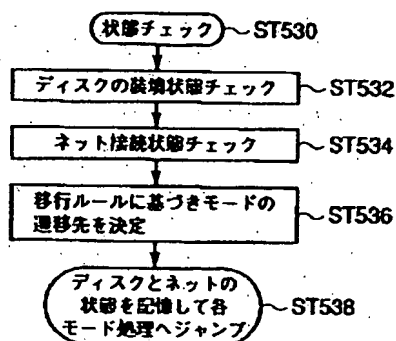 状態チェック
ST530
ディスクの装填状態チェック
ST532
ネット接続状態チェック
ST534
移行ルールに基づきモードの
遷移先を決定
ST536
ディスクとネットの
状態を記憶して各
モード処理へジャンプ
ST538